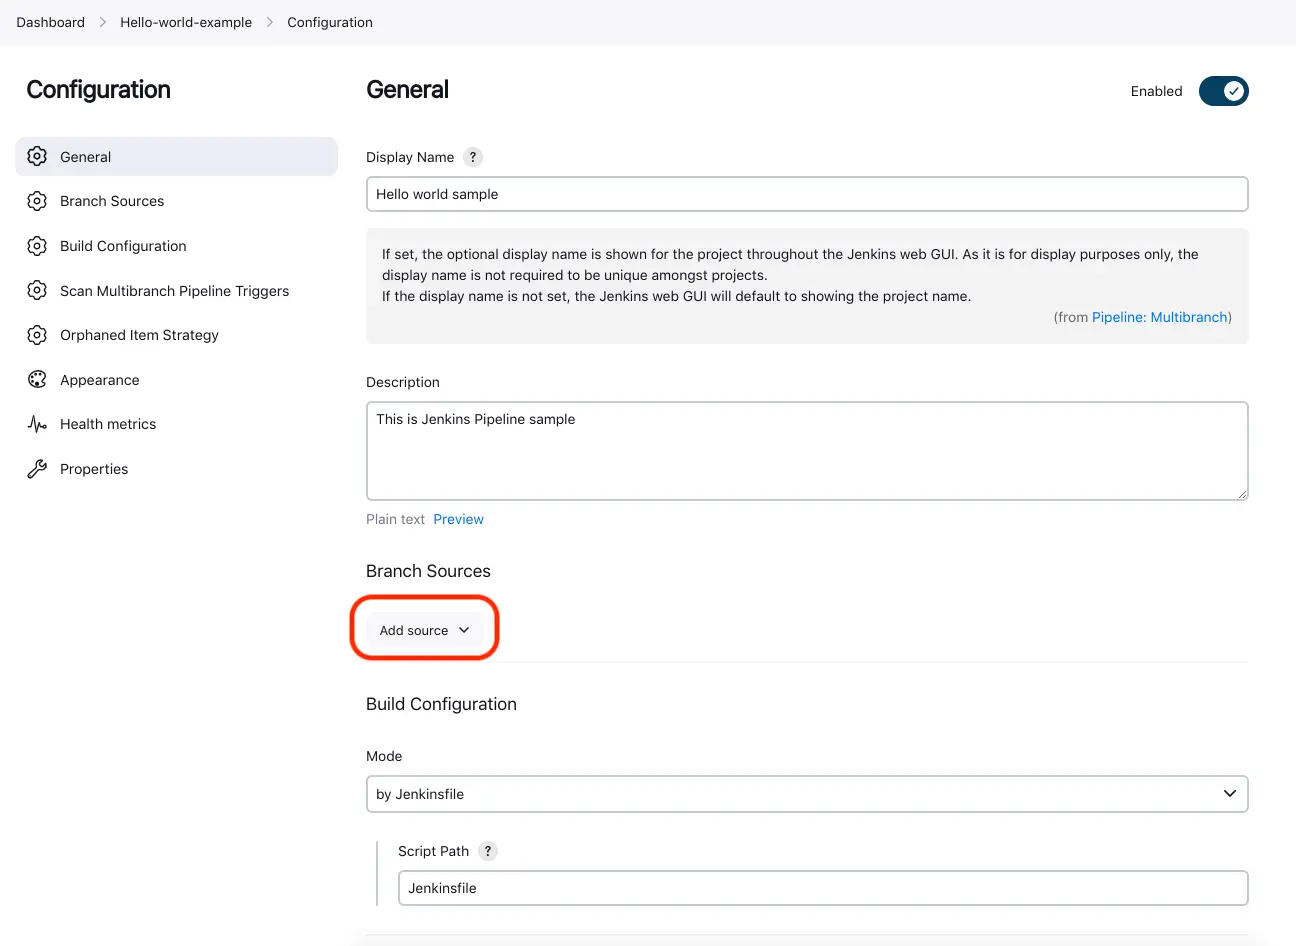 Dashboard > Hello-world-example > Configuration
Configuration
General
Branch Sources
Build Configuration
Scan Multibranch Pipeline Triggers
Orphaned Item Strategy
Appearance
Health metrics
Properties
General
Enabled
Display Name ?
Hello world sample
If set, the optional display name is shown for the project throughout the Jenkins web GUI. As it is for display purposes only, the
display name is not required to be unique amongst projects.
If the display name is not set, the Jenkins web GUI will default to showing the project name.
(from Pipeline: Multibranch)
Description
This is Jenkins Pipeline sample
Plain text Preview
Branch Sources
Add source
Build Configuration
Mode
by Jenkinsfile
Script Path ?
Jenkinsfile